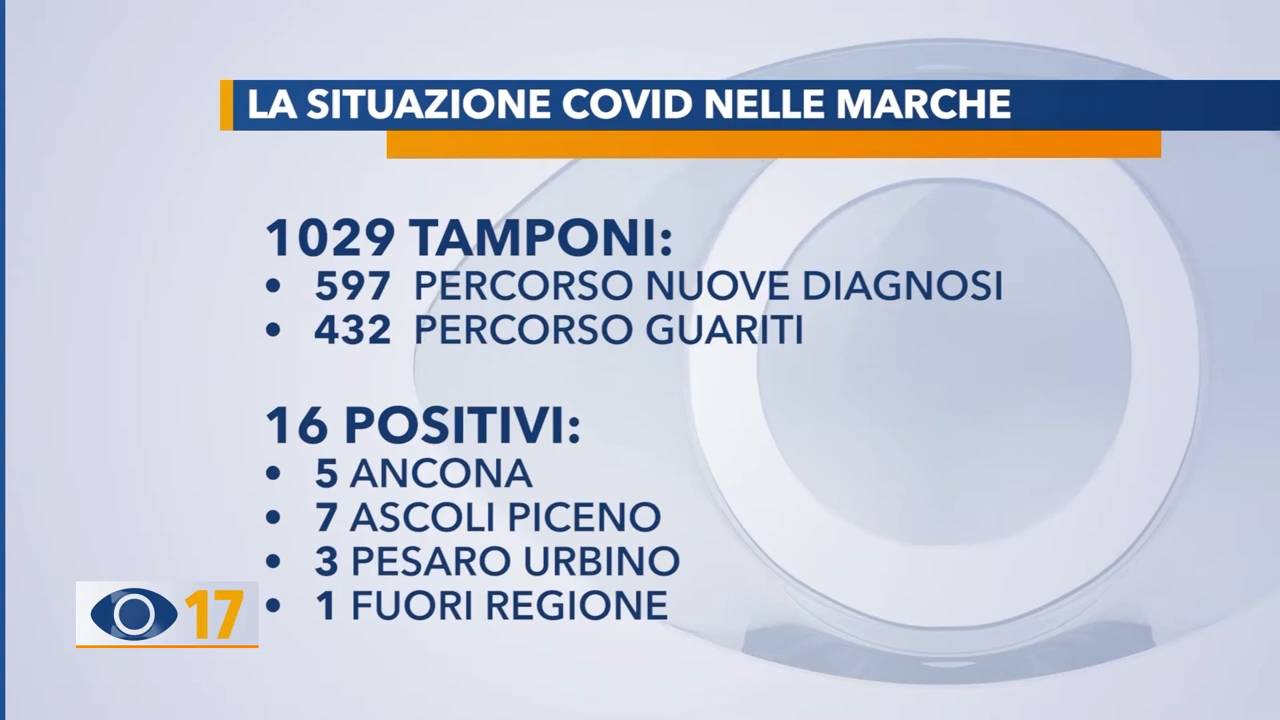 LA SITUAZIONE COVID NELLE MARCHE
1029 TAMPONI:
• 597 PERCORSO NUOVE DIAGNOSI
• 432 PERCORSO GUARITI
16 POSITIVI:
• 5 ANCONA
• 7 ASCOLI PICENO
• 3 PESARO URBINO
• 1 FUORI REGIONE
17